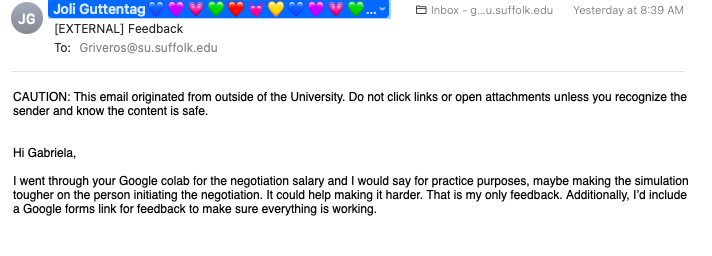 JG
Joli Guttentag 💙 💜 💗 💚 ❤️ 💓 💛 💙 💜 💗 💚 ...
Inbox - g...u.suffolk.edu
Yesterday at 8:39 AM
[EXTERNAL] Feedback
To: Griveros@su.suffolk.edu
CAUTION: This email originated from outside of the University. Do not click links or open attachments unless you recognize the
sender and know the content is safe.
Hi Gabriela,
I went through your Google colab for the negotiation salary and I would say for practice purposes, maybe making the simulation
tougher on the person initiating the negotiation. It could help making it harder. That is my only feedback. Additionally, I’d include
a Google forms link for feedback to make sure everything is working.